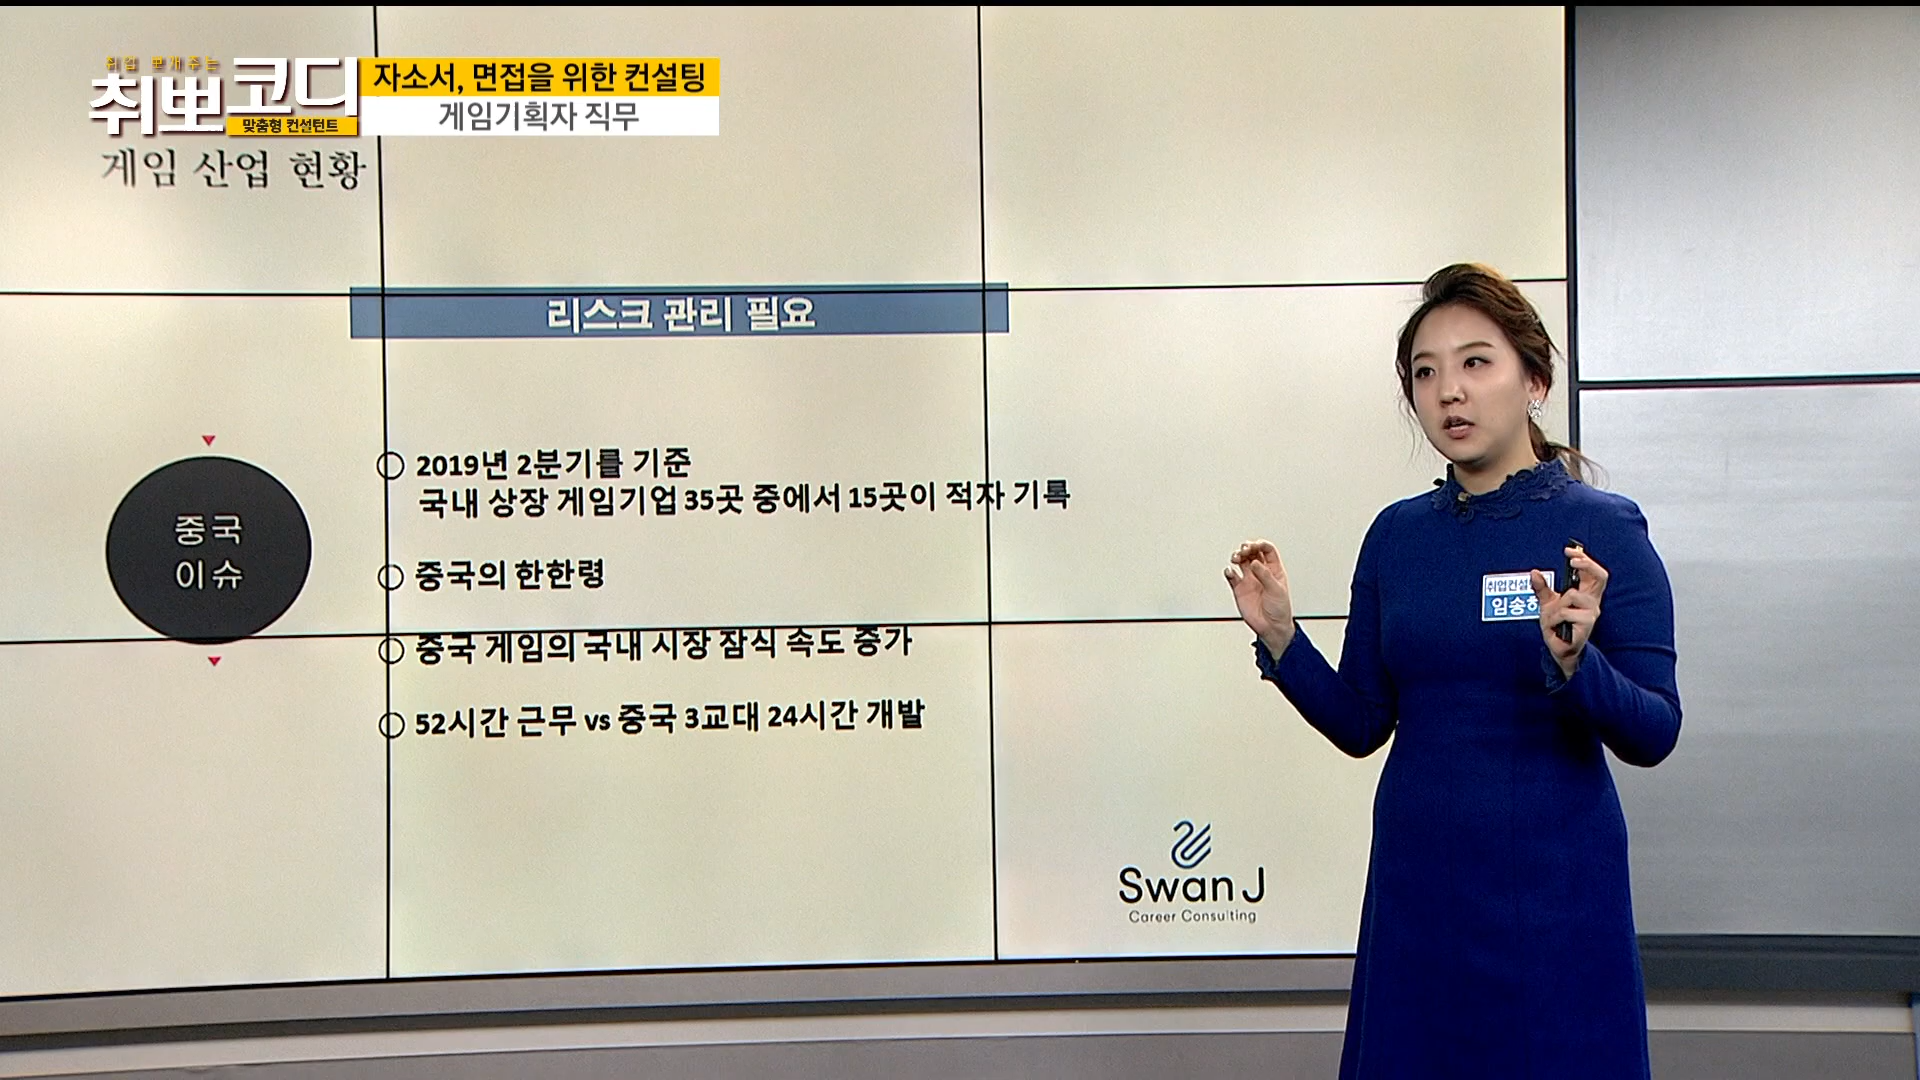 취업 뽀개주는
취뽀코디
맞춤형 컨설턴트
자소서, 면접을 위한 컨설팅
게임기획자 직무
게임 산업 현황
리스크 관리 필요
중국
이슈
○ 2019년 2분기를 기준
국내 상장 게임기업 35곳 중에서 15곳이 적자 기록
○ 중국의 한한령
○ 중국 게임의 국내 시장 잠식 속도 증가
○ 52시간 근무 vs 중국 3교대 24시간 개발
취업컨설
임송
Swan J
Career Consulting